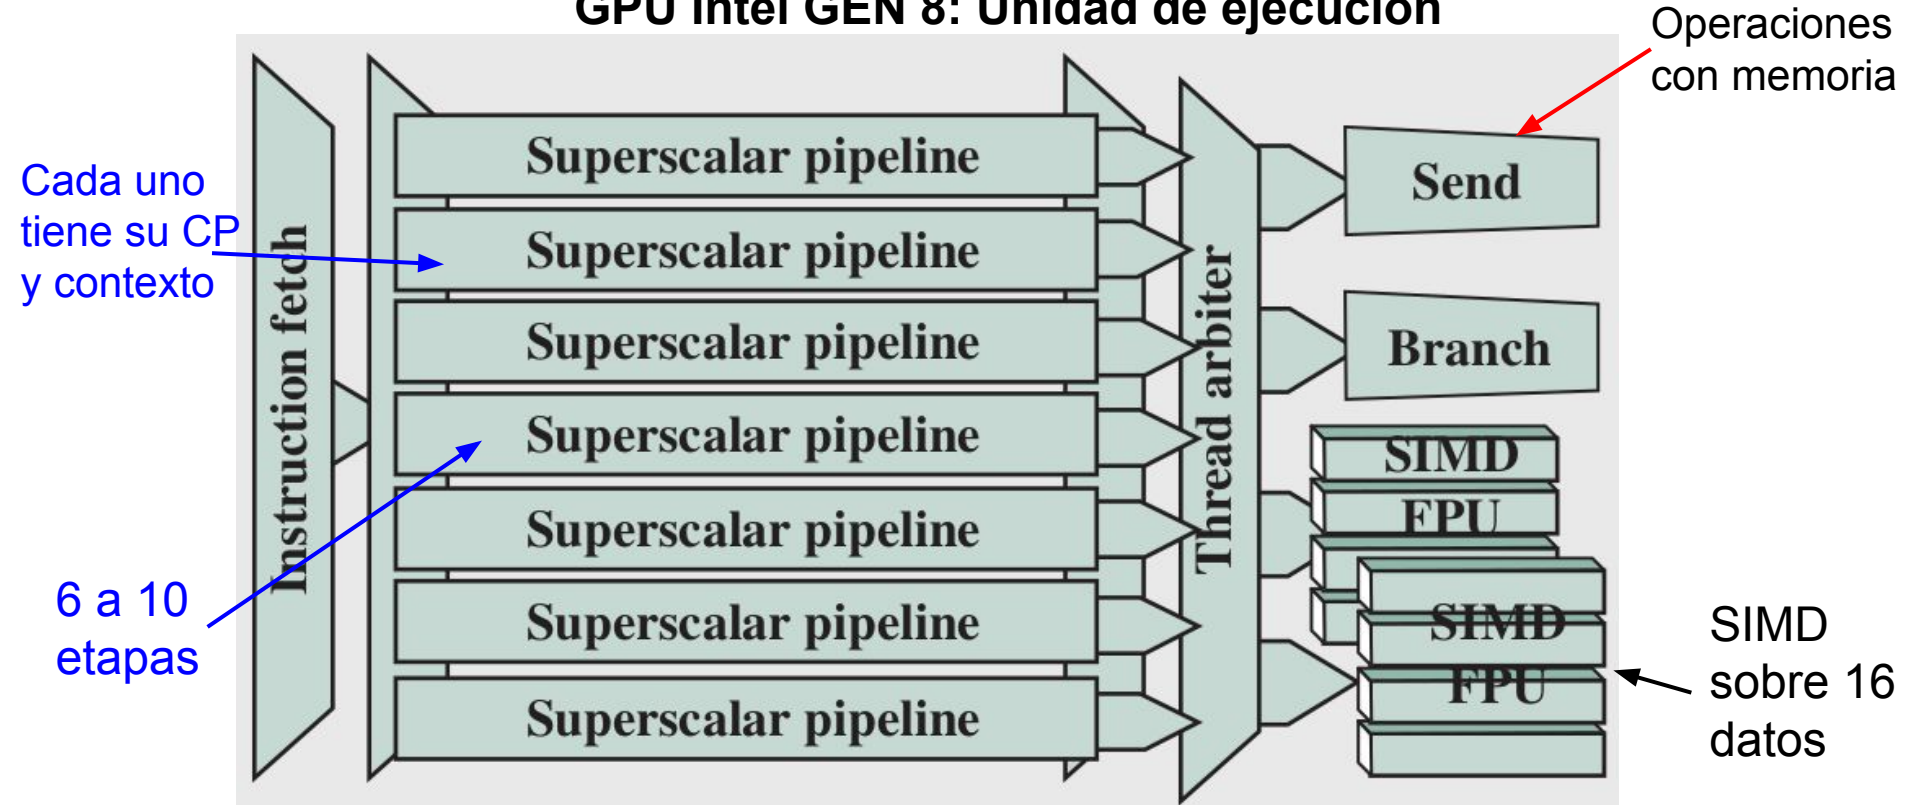 GPU Intel GEN 8: Unidad de ejecución
Operaciones
con memoria
Cada uno
tiene su CP
y contexto
6 a 10
etapas
Instruction fetch
Superscalar pipeline
Superscalar pipeline
Superscalar pipeline
Superscalar pipeline
Superscalar pipeline
Superscalar pipeline
Superscalar pipeline
Thread arbiter
Send
Branch
SIMD
FPU
SIMD
FPU
SIMD
sobre 16
datos